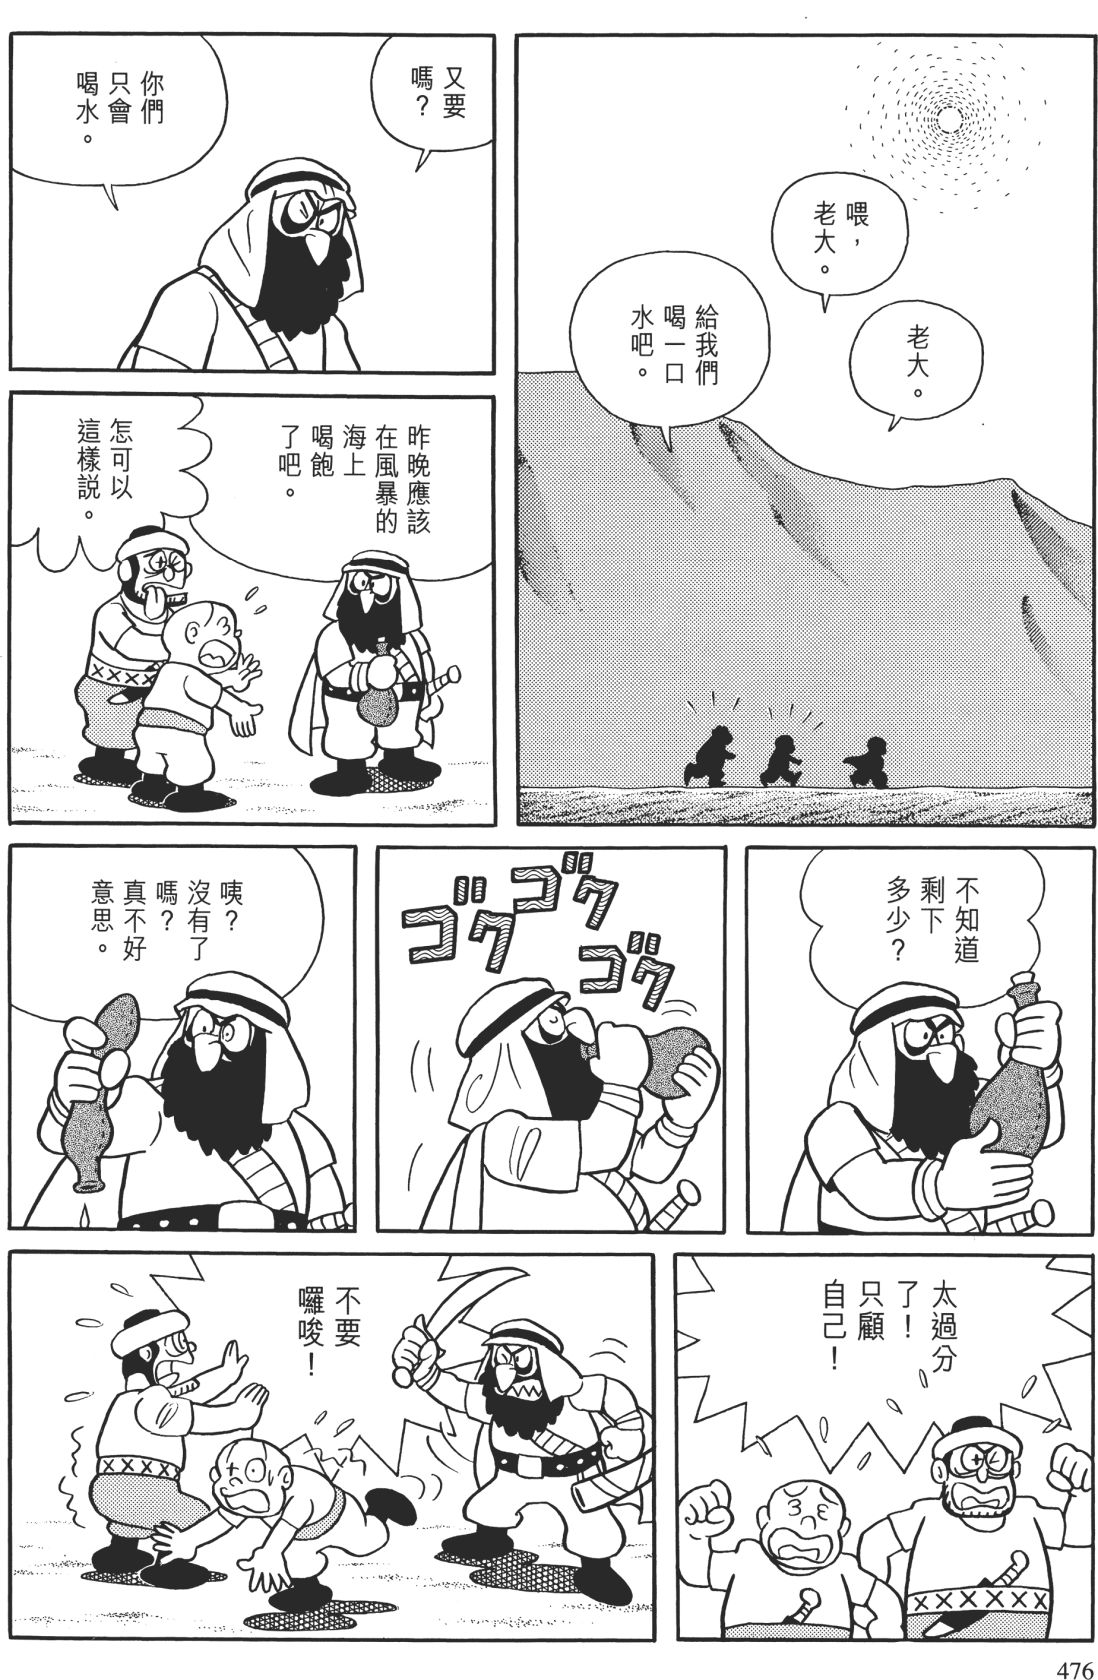 老大。
喂，
老大。
給我們
喝一口
水吧。
又要
嗎？
你們
只會
喝水。
昨晚應該
在風暴的
海上
喝飽
了吧。
怎可以
這樣説。
不知道
剩下
多少？
ゴク
ゴク
ゴク
咦？
沒有了
嗎？
真不好
意思。
太過分
了！
只顧
自己！
不要
囉唆！
476